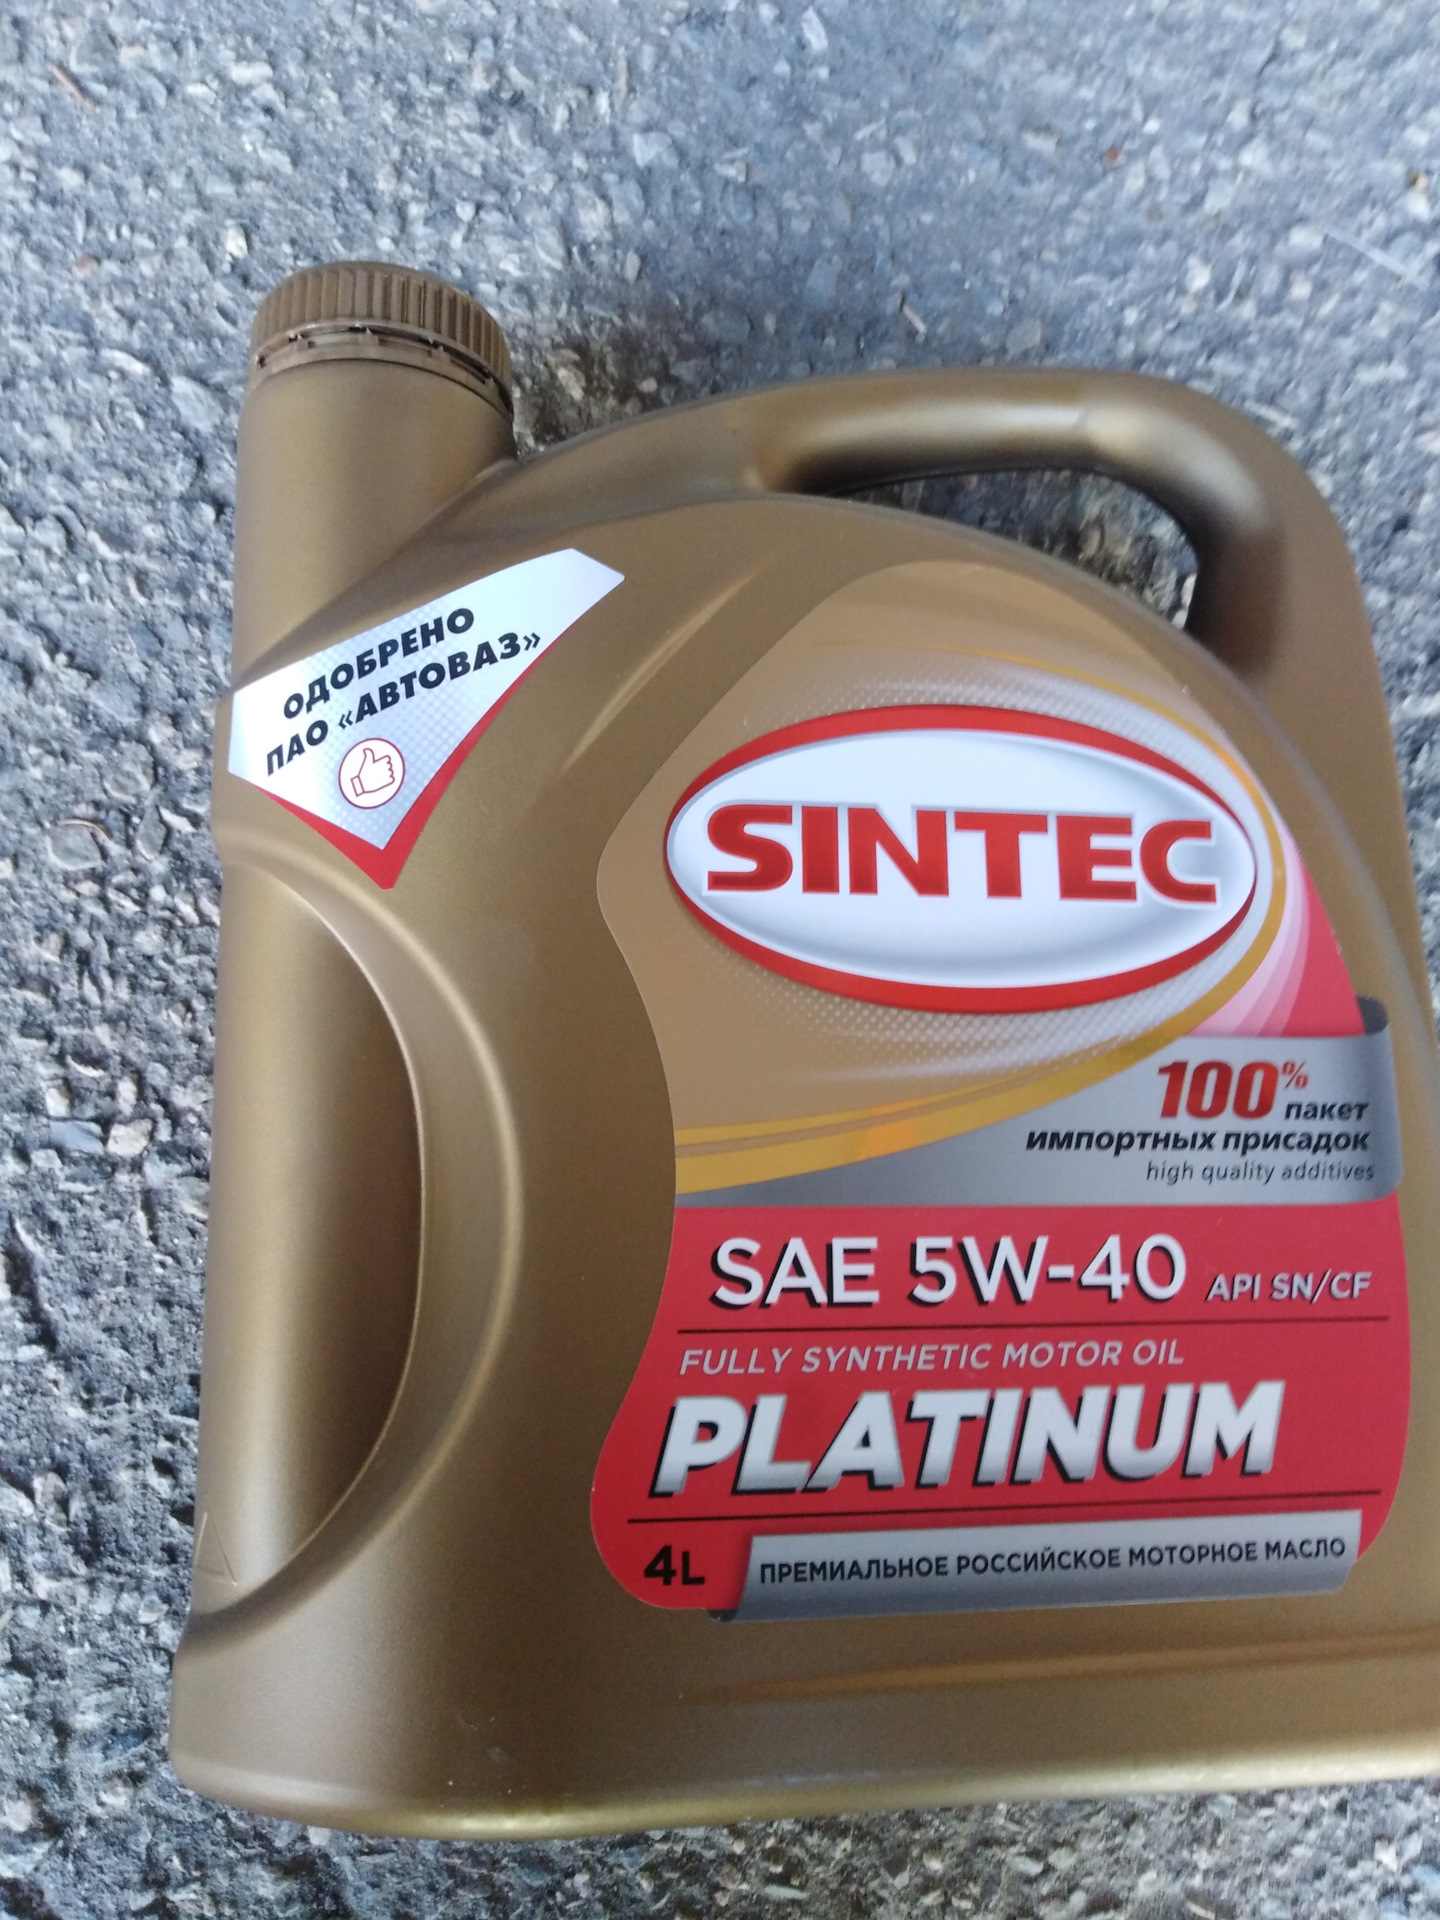 ОДОБРЕНО
ПАО «АВТОВАЗ»
SINTEC
100%
пакет
импортных присадок
high quality additives
SAE 5W-40 API SN/CF
FULLY SYNTHETIC MOTOR OIL
PLATINUM
4L ПРЕМИАЛЬНОЕ РОССИЙСКОЕ МОТОРНОЕ МАСЛО